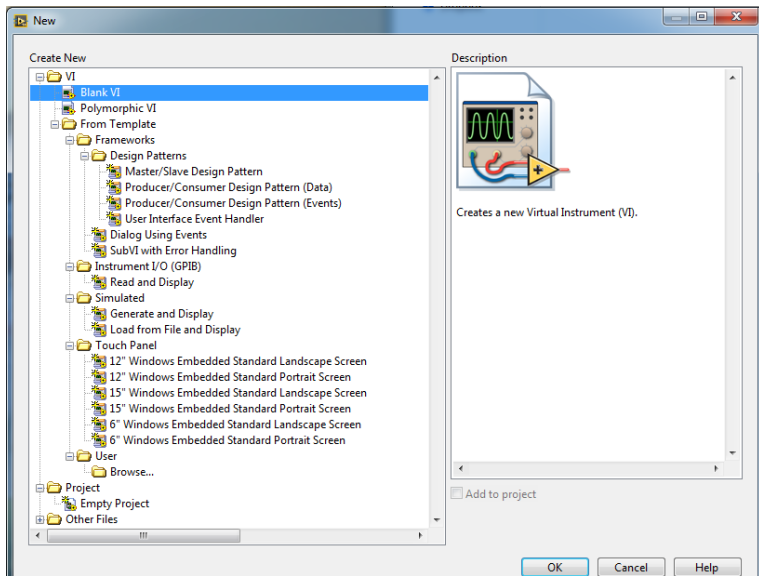 New
Create New
VI
Blank VI
Polymorphic VI
From Template
Frameworks
Design Patterns
Master/Slave Design Pattern
Producer/Consumer Design Pattern (Data)
Producer/Consumer Design Pattern (Events)
User Interface Event Handler
Dialog Using Events
SubVI with Error Handling
Instrument I/O (GPIB)
Read and Display
Simulated
Generate and Display
Load from File and Display
Touch Panel
12" Windows Embedded Standard Landscape Screen
12" Windows Embedded Standard Portrait Screen
15" Windows Embedded Standard Landscape Screen
15" Windows Embedded Standard Portrait Screen
6" Windows Embedded Standard Landscape Screen
6" Windows Embedded Standard Portrait Screen
User
Browse...
Project
Empty Project
Other Files
Description
Creates a new Virtual Instrument (VI).
Add to project
OK Cancel Help